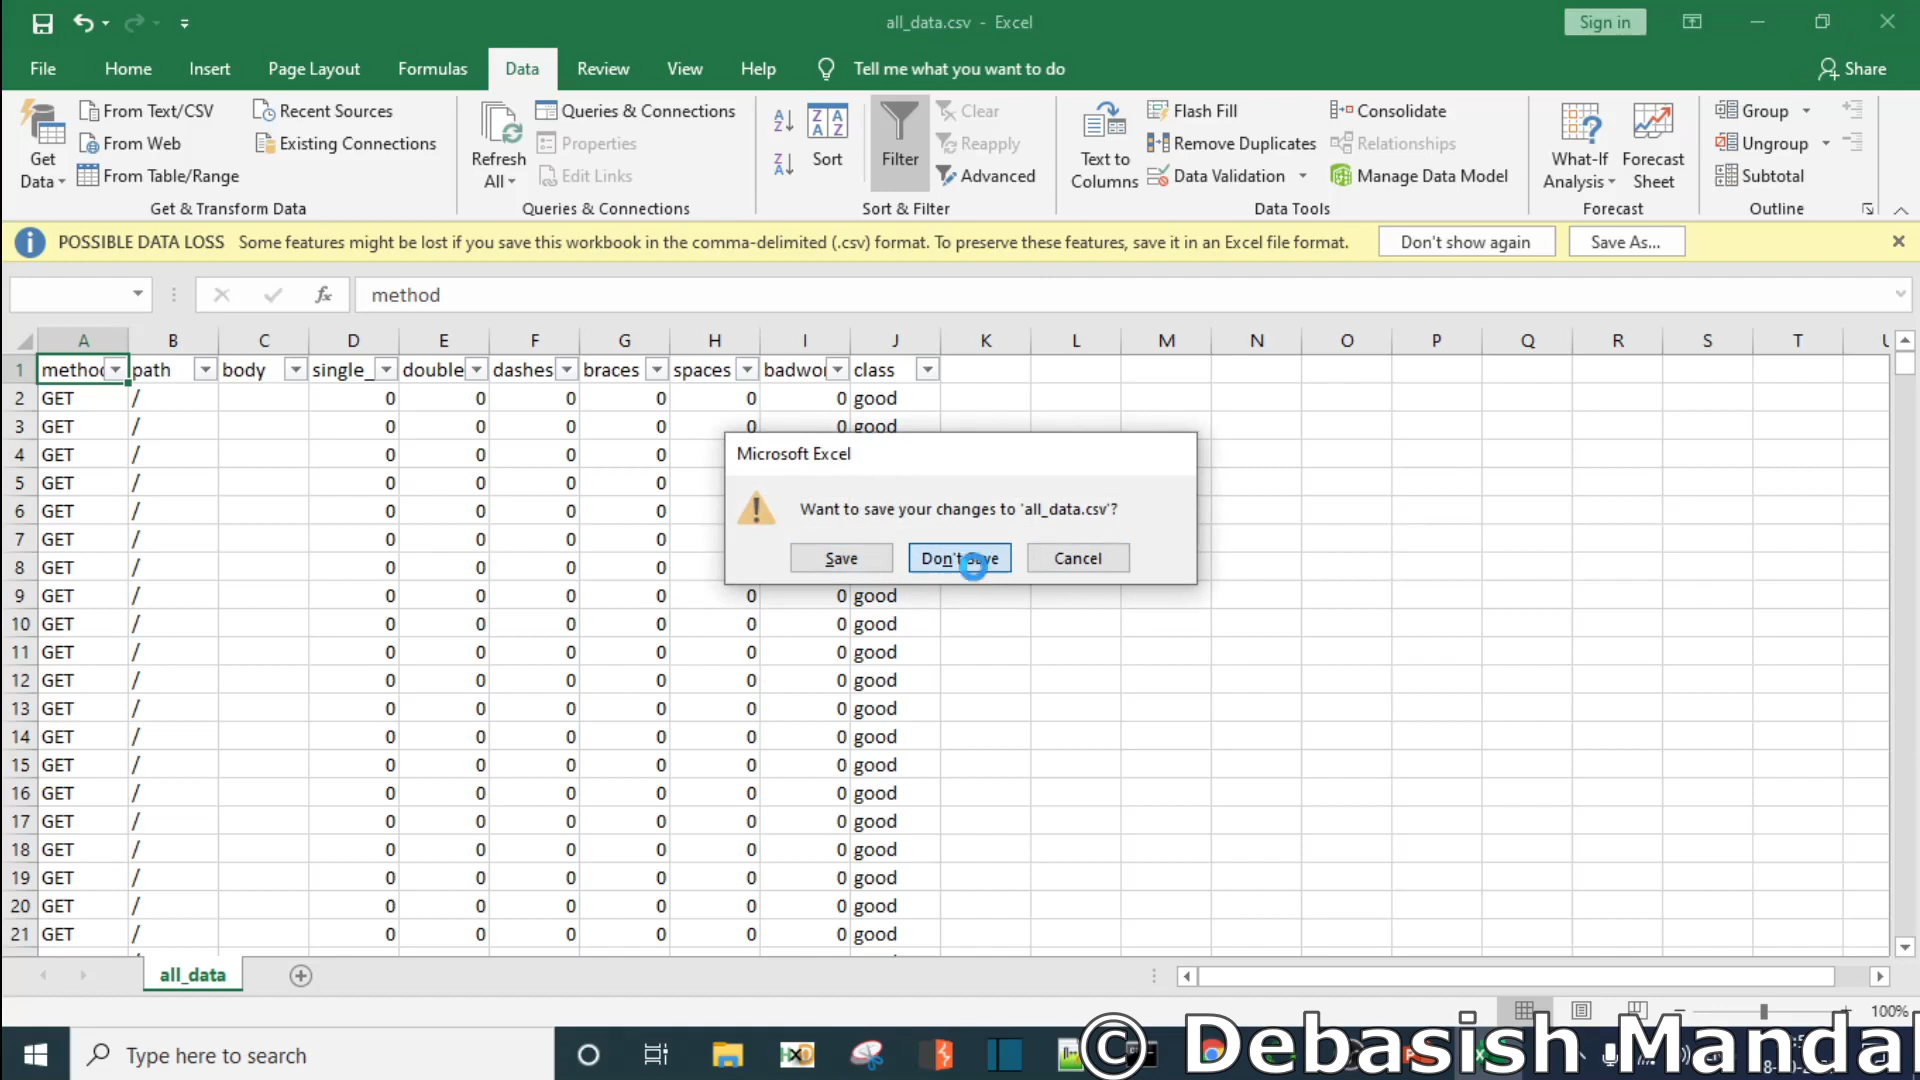 all_data.csv - Excel
Sign in
File Home Insert Page Layout Formulas Data Review View Help Tell me what you want to do Share
Get Data
From Text/CSV
From Web
From Table/Range
Recent Sources
Existing Connections
Get & Transform Data
Refresh All
Queries & Connections
Properties
Edit Links
Queries & Connections
Sort
Filter
Clear
Reapply
Advanced
Sort & Filter
Text to Columns
Flash Fill
Remove Duplicates
Data Validation
Consolidate
Relationships
Manage Data Model
Data Tools
What-If Analysis
Forecast Sheet
Forecast
Group
Ungroup
Subtotal
Outline
POSSIBLE DATA LOSS Some features might be lost if you save this workbook in the comma-delimited (.csv) format. To preserve these features, save it in an Excel file format. Don't show again Save As...
fx method
A B C D E F G H I J K L M N O P Q R S T
1 method path body single_ double dashes braces spaces badwor class
2 GET / 0 0 0 0 0 0 good
3 GET / 0 0 0 0 0 0 good
4 GET / 0 0 0 0
5 GET / 0 0 0 0
6 GET / 0 0 0 0
7 GET / 0 0 0 0
8 GET / 0 0 0 0
9 GET / 0 0 0 0 0 0 good
10 GET / 0 0 0 0 0 0 good
11 GET / 0 0 0 0 0 0 good
12 GET / 0 0 0 0 0 0 good
13 GET / 0 0 0 0 0 0 good
14 GET / 0 0 0 0 0 0 good
15 GET / 0 0 0 0 0 0 good
16 GET / 0 0 0 0 0 0 good
17 GET / 0 0 0 0 0 0 good
18 GET / 0 0 0 0 0 0 good
19 GET / 0 0 0 0 0 0 good
20 GET / 0 0 0 0 0 0 good
21 GET / 0 0 0 0 0 0 good
Microsoft Excel
Want to save your changes to 'all_data.csv'?
Save Don't Save Cancel
all_data
100%
Type here to search
© Debasish Mandal